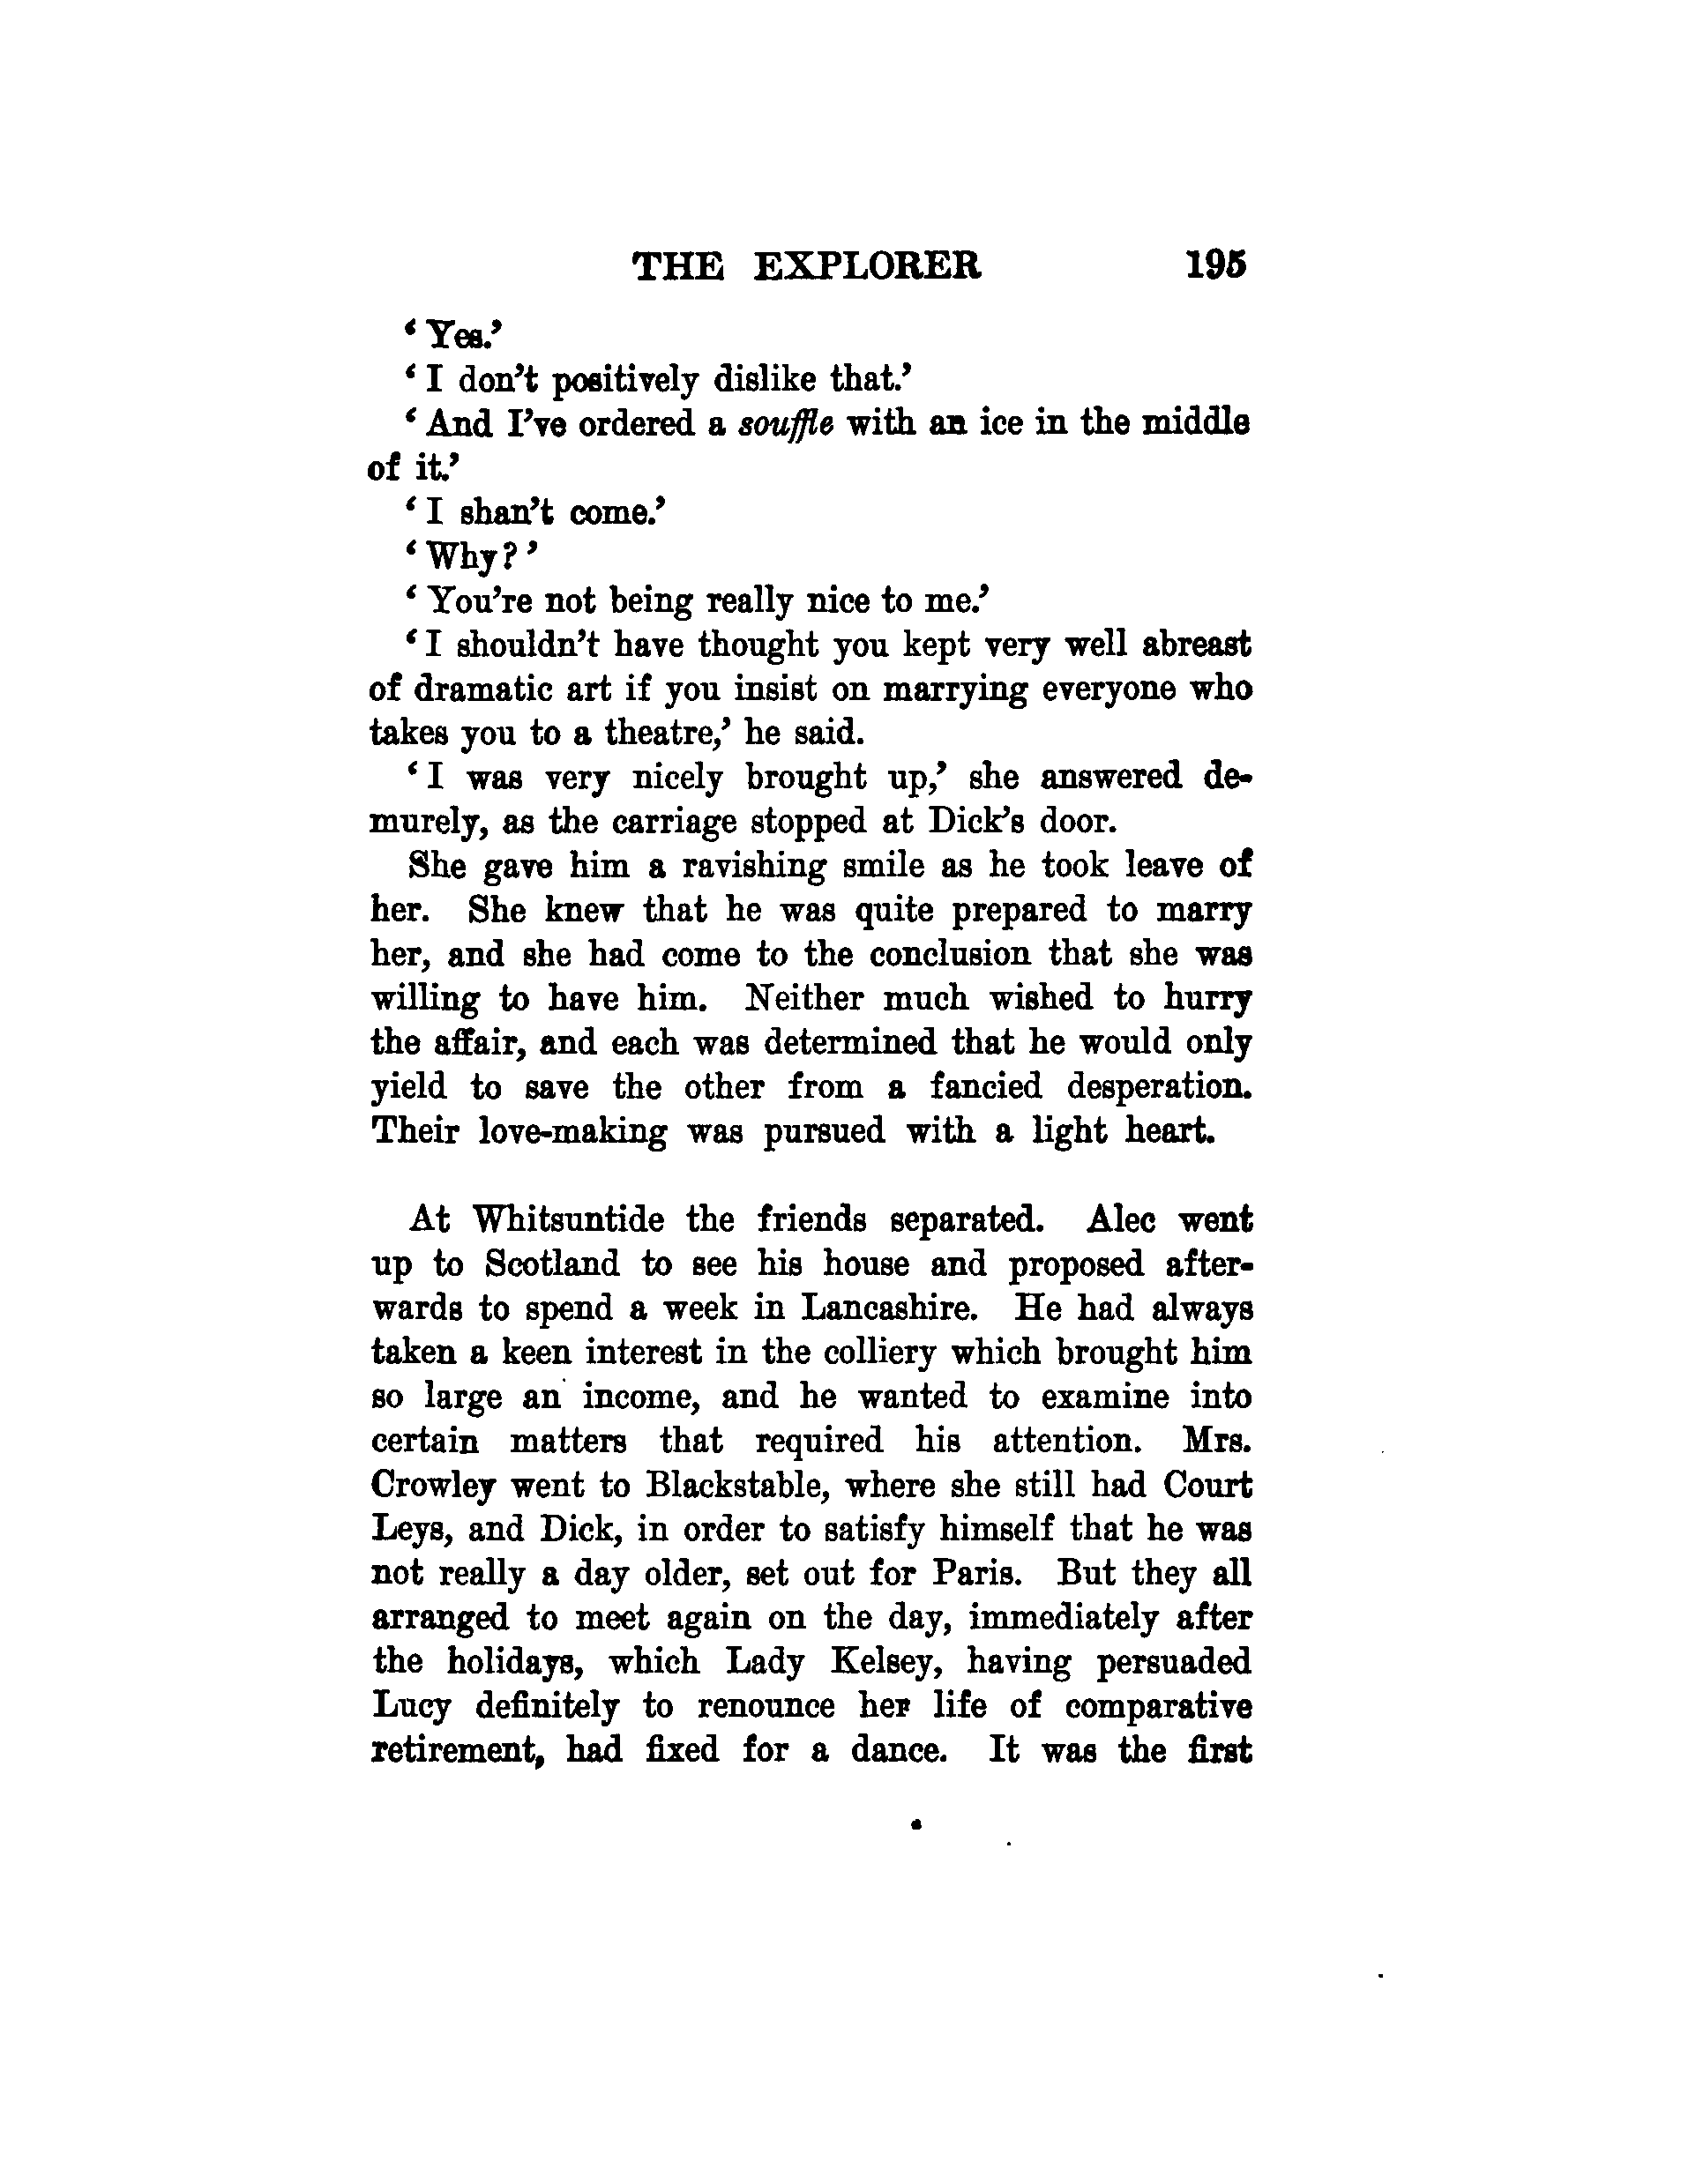 THE EXPLORER 195
‘Yes.’
‘I don’t positively dislike that.’
‘And I’ve ordered a souffle with an ice in the middle
of it.’
‘I shan’t come.’
‘Why?’
‘You’re not being really nice to me.’
‘I shouldn’t have thought you kept very well abreast
of dramatic art if you insist on marrying everyone who
takes you to a theatre,’ he said.
‘I was very nicely brought up,’ she answered de-
murely, as the carriage stopped at Dick’s door.
She gave him a ravishing smile as he took leave of
her. She knew that he was quite prepared to marry
her, and she had come to the conclusion that she was
willing to have him. Neither much wished to hurry
the affair, and each was determined that he would only
yield to save the other from a fancied desperation.
Their love-making was pursued with a light heart.
At Whitsuntide the friends separated. Alec went
up to Scotland to see his house and proposed after-
wards to spend a week in Lancashire. He had always
taken a keen interest in the colliery which brought him
so large an income, and he wanted to examine into
certain matters that required his attention. Mrs.
Crowley went to Blackstable, where she still had Court
Leys, and Dick, in order to satisfy himself that he was
not really a day older, set out for Paris. But they all
arranged to meet again on the day, immediately after
the holidays, which Lady Kelsey, having persuaded
Lucy definitely to renounce her life of comparative
retirement, had fixed for a dance. It was the first